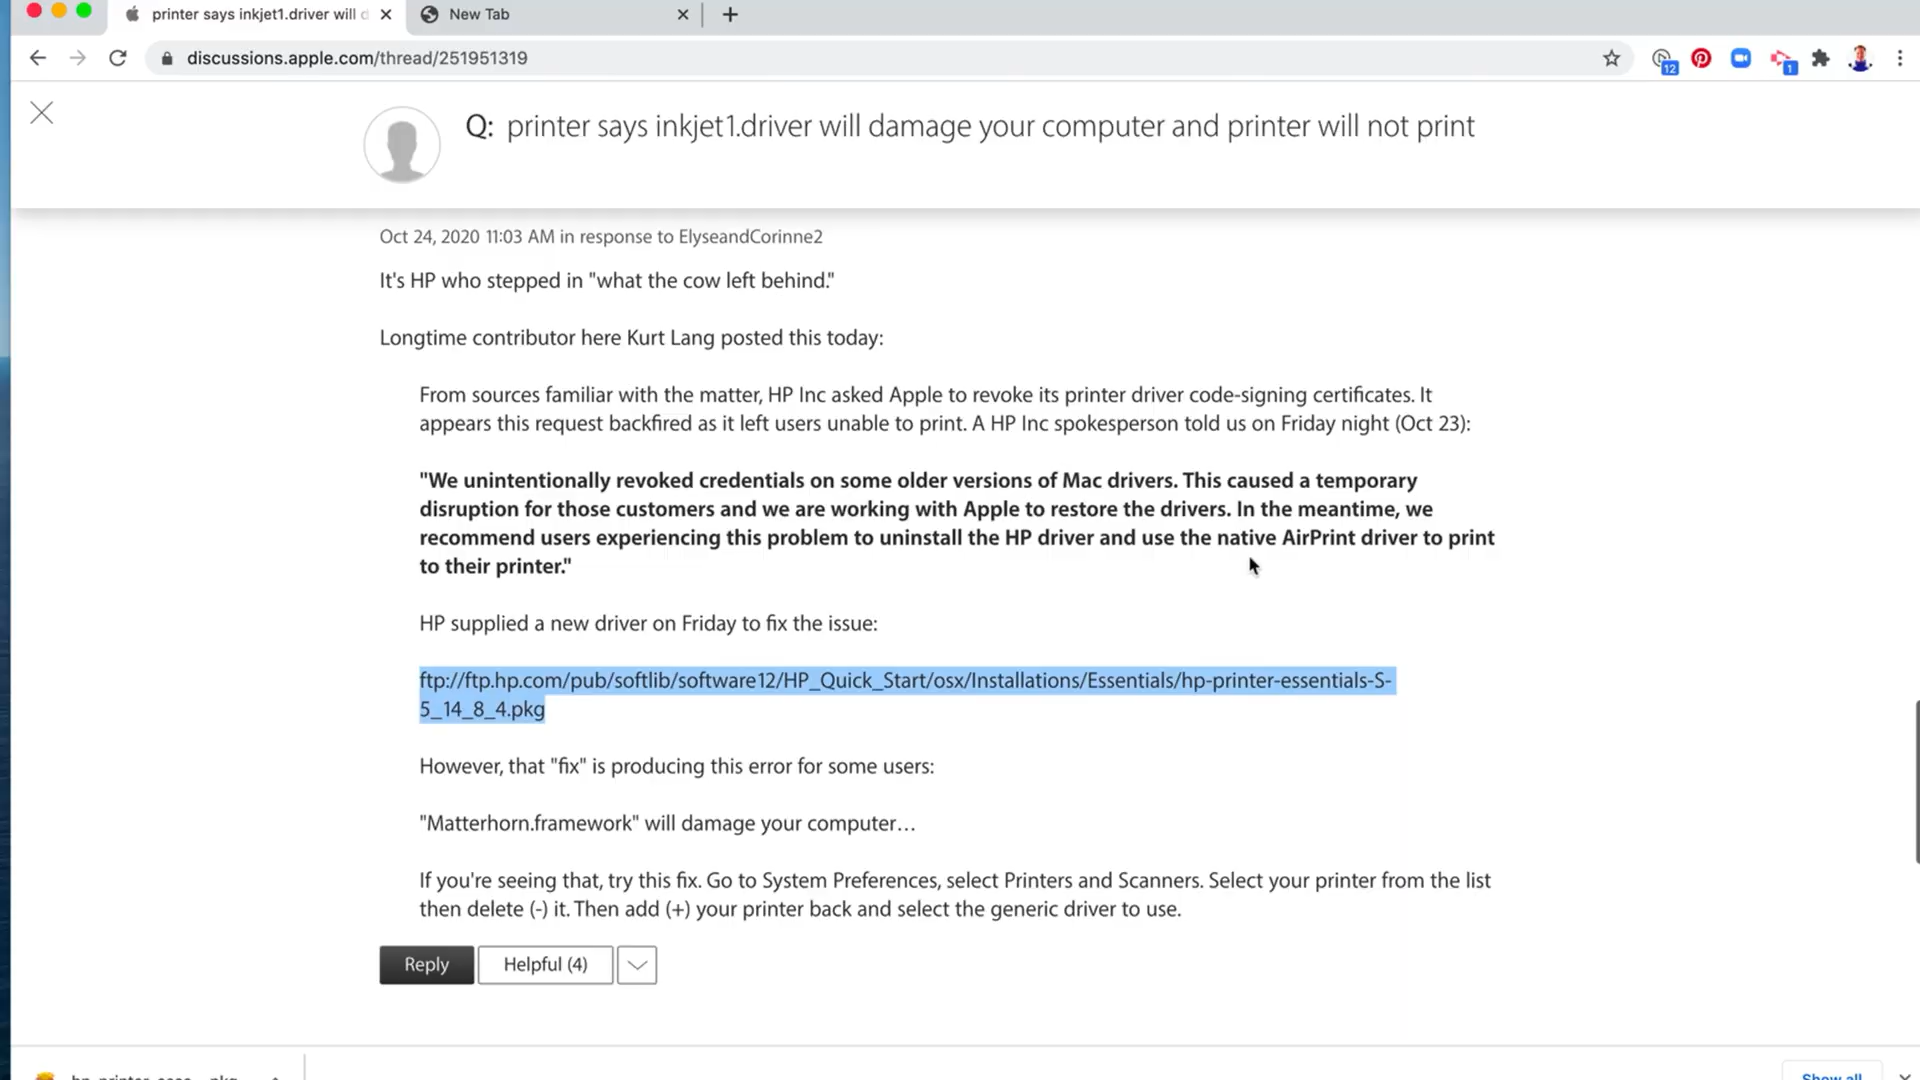 printer says inkjet1.driver will d
New Tab
discussions.apple.com/thread/251951319
12
1
Q: printer says inkjet1.driver will damage your computer and printer will not print
Oct 24, 2020 11:03 AM in response to ElyseandCorinne2
It's HP who stepped in "what the cow left behind."
Longtime contributor here Kurt Lang posted this today:
From sources familiar with the matter, HP Inc asked Apple to revoke its printer driver code-signing certificates. It
appears this request backfired as it left users unable to print. A HP Inc spokesperson told us on Friday night (Oct 23):
"We unintentionally revoked credentials on some older versions of Mac drivers. This caused a temporary
disruption for those customers and we are working with Apple to restore the drivers. In the meantime, we
recommend users experiencing this problem to uninstall the HP driver and use the native AirPrint driver to print
to their printer."
HP supplied a new driver on Friday to fix the issue:
ftp://ftp.hp.com/pub/softlib/software12/HP_Quick_Start/osx/Installations/Essentials/hp-printer-essentials-S-
5_14_8_4.pkg
However, that "fix" is producing this error for some users:
"Matterhorn.framework" will damage your computer…
If you're seeing that, try this fix. Go to System Preferences, select Printers and Scanners. Select your printer from the list
then delete (-) it. Then add (+) your printer back and select the generic driver to use.
Reply
Helpful (4)
Show all